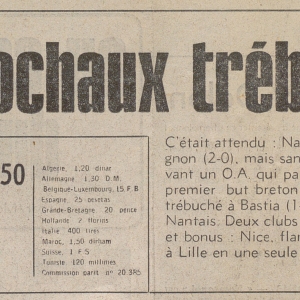 ochaux tréb
50
Algérie, 1,20 dinar
Allemagne 1,30 D.M.
Belgique-Luxembourg, 15 F.B
Espagne, 25 pesetas
Grande-Bretagne 20 pence
Hollande 2 florins
Italie 400 lires
Maroc, 1,50 dirham
Suisse, 1 F S
Tunisie, 120 millimes
Commission parit. nº 20.385
C'était attendu : Na
gnon (2-0), mais san
vant un O.A. qui pa
premier but breton
trébuché à Bastia (1
Nantais. Deux clubs
et bonus : Nice, flan
à Lille en une seule